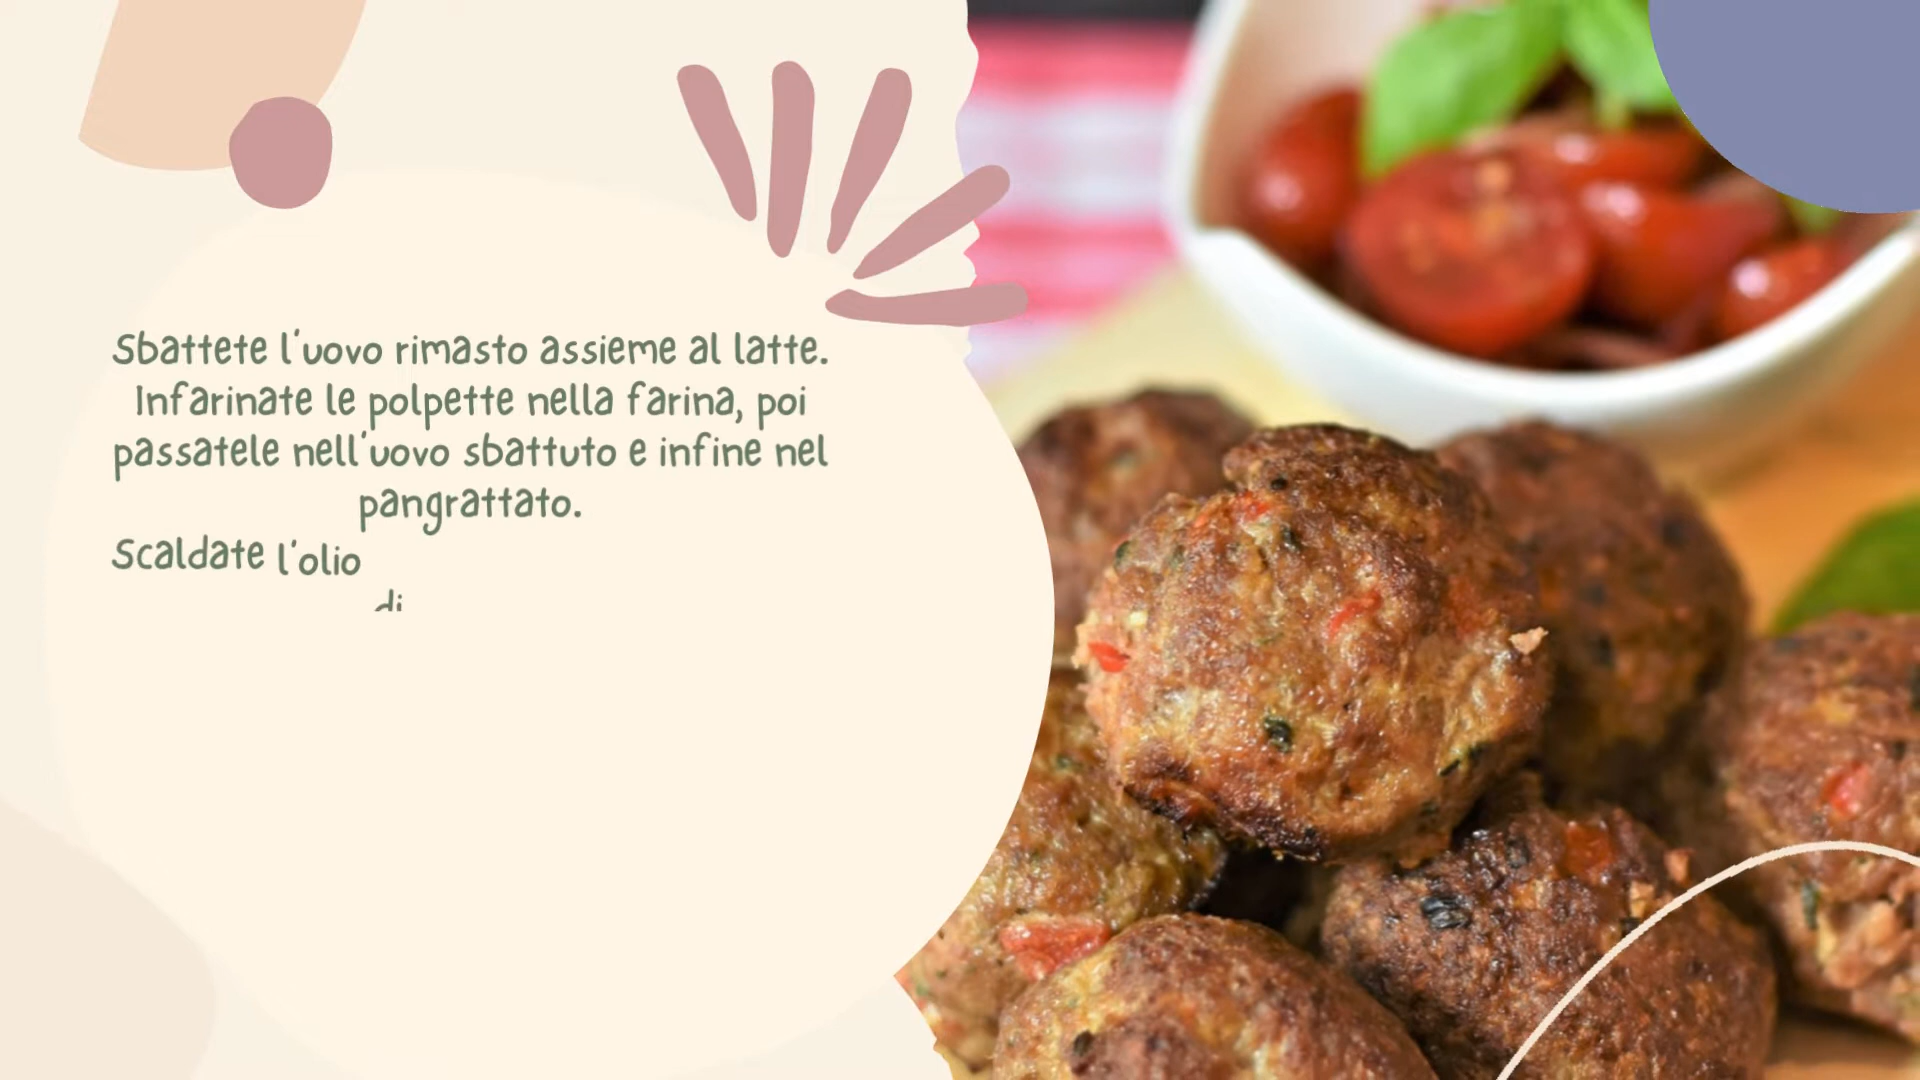 Sbattete l'uovo rimasto assieme al latte.
Infarinate le polpette nella farina, poi
passatele nell'uovo sbattuto e infine nel
pangrattato.
Scaldate l'olio
di